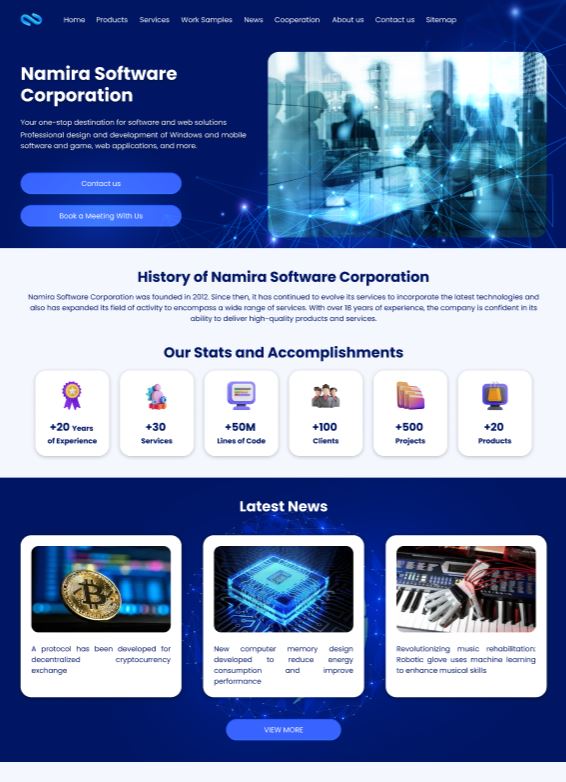 Home Products Services Work Samples News Cooperation About us Contact us Sitemap
Namira Software
Corporation
Your one-stop destination for software and web solutions
Professional design and development of Windows and mobile
software and game, web applications, and more.
Contact us
Book a Meeting With Us
History of Namira Software Corporation
Namira Software Corporation was founded in 2012. Since then, it has continued to evolve its services to incorporate the latest technologies and
also has expanded its field of activity to encompass a wide range of services. With over 18 years of experience, the company is confident in its
ability to deliver high-quality products and services.
Our Stats and Accomplishments
+20 Years
of Experience
+30
Services
+50M
Lines of Code
+100
Clients
+500
Projects
+20
Products
Latest News
A protocol has been developed for
decentralized cryptocurrency
exchange
New computer memory design
developed to reduce energy
consumption and improve
performance
Revolutionizing music rehabilitation:
Robotic glove uses machine learning
to enhance musical skills
VIEW MORE